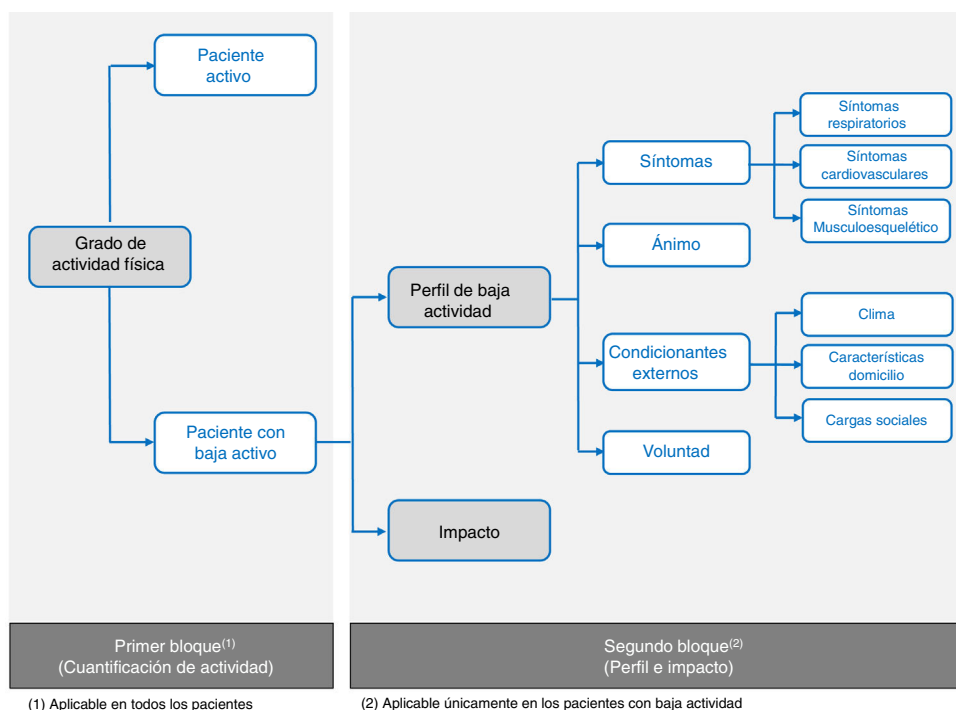 Paciente
activo
Grado de
actividad física
Paciente con
baja activo
Perfil de baja
actividad
Impacto
Síntomas
Ánimo
Condicionantes
externos
Voluntad
Síntomas
respiratorios
Síntomas
cardiovasculares
Síntomas
Musculoesquelético
Clima
Características
domicilio
Cargas sociales
Primer bloque(1)
(Cuantificación de actividad)
Segundo bloque(2)
(Perfil e impacto)
(1) Aplicable en todos los pacientes
(2) Aplicable únicamente en los pacientes con baja actividad